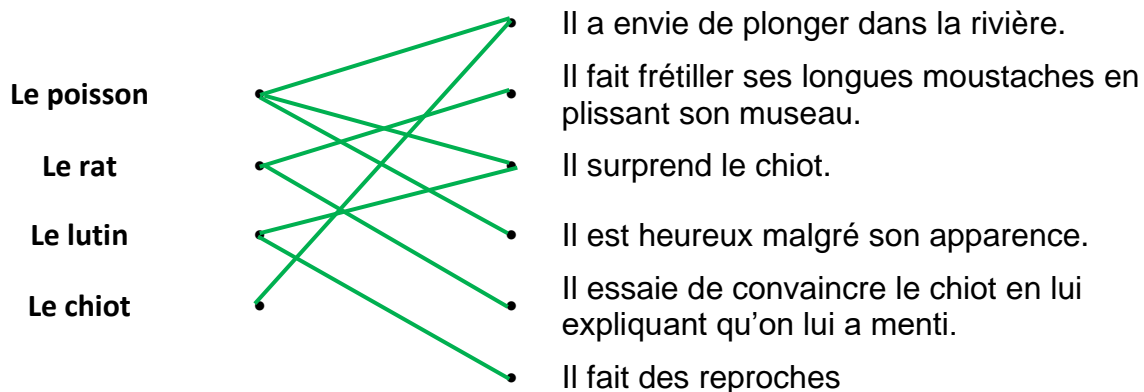 Il a envie de plonger dans la rivière.
Le poisson
Il fait frétiller ses longues moustaches en
plissant son museau.
Le rat
Il surprend le chiot.
Le lutin
Il est heureux malgré son apparence.
Le chiot
Il essaie de convaincre le chiot en lui
expliquant qu'on lui a menti.
Il fait des reproches